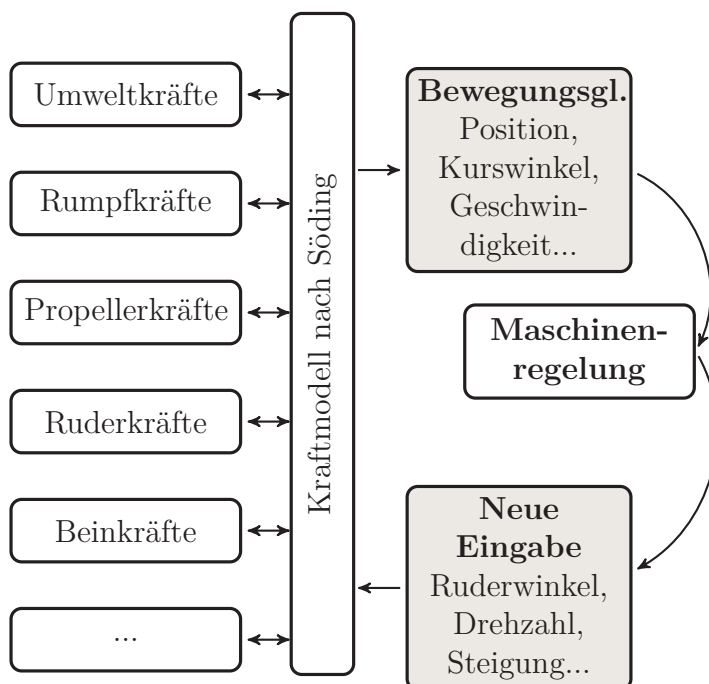 Umweltkräfte
Rumpfkräfte
Propellerkräfte
Ruderkräfte
Beinkräfte
...
Kraftmodell nach Söding
Bewegungsgl.
Position,
Kurswinkel,
Geschwin-
digkeit...
Maschinen-
regelung
Neue
Eingabe
Ruderwinkel,
Drehzahl,
Steigung...